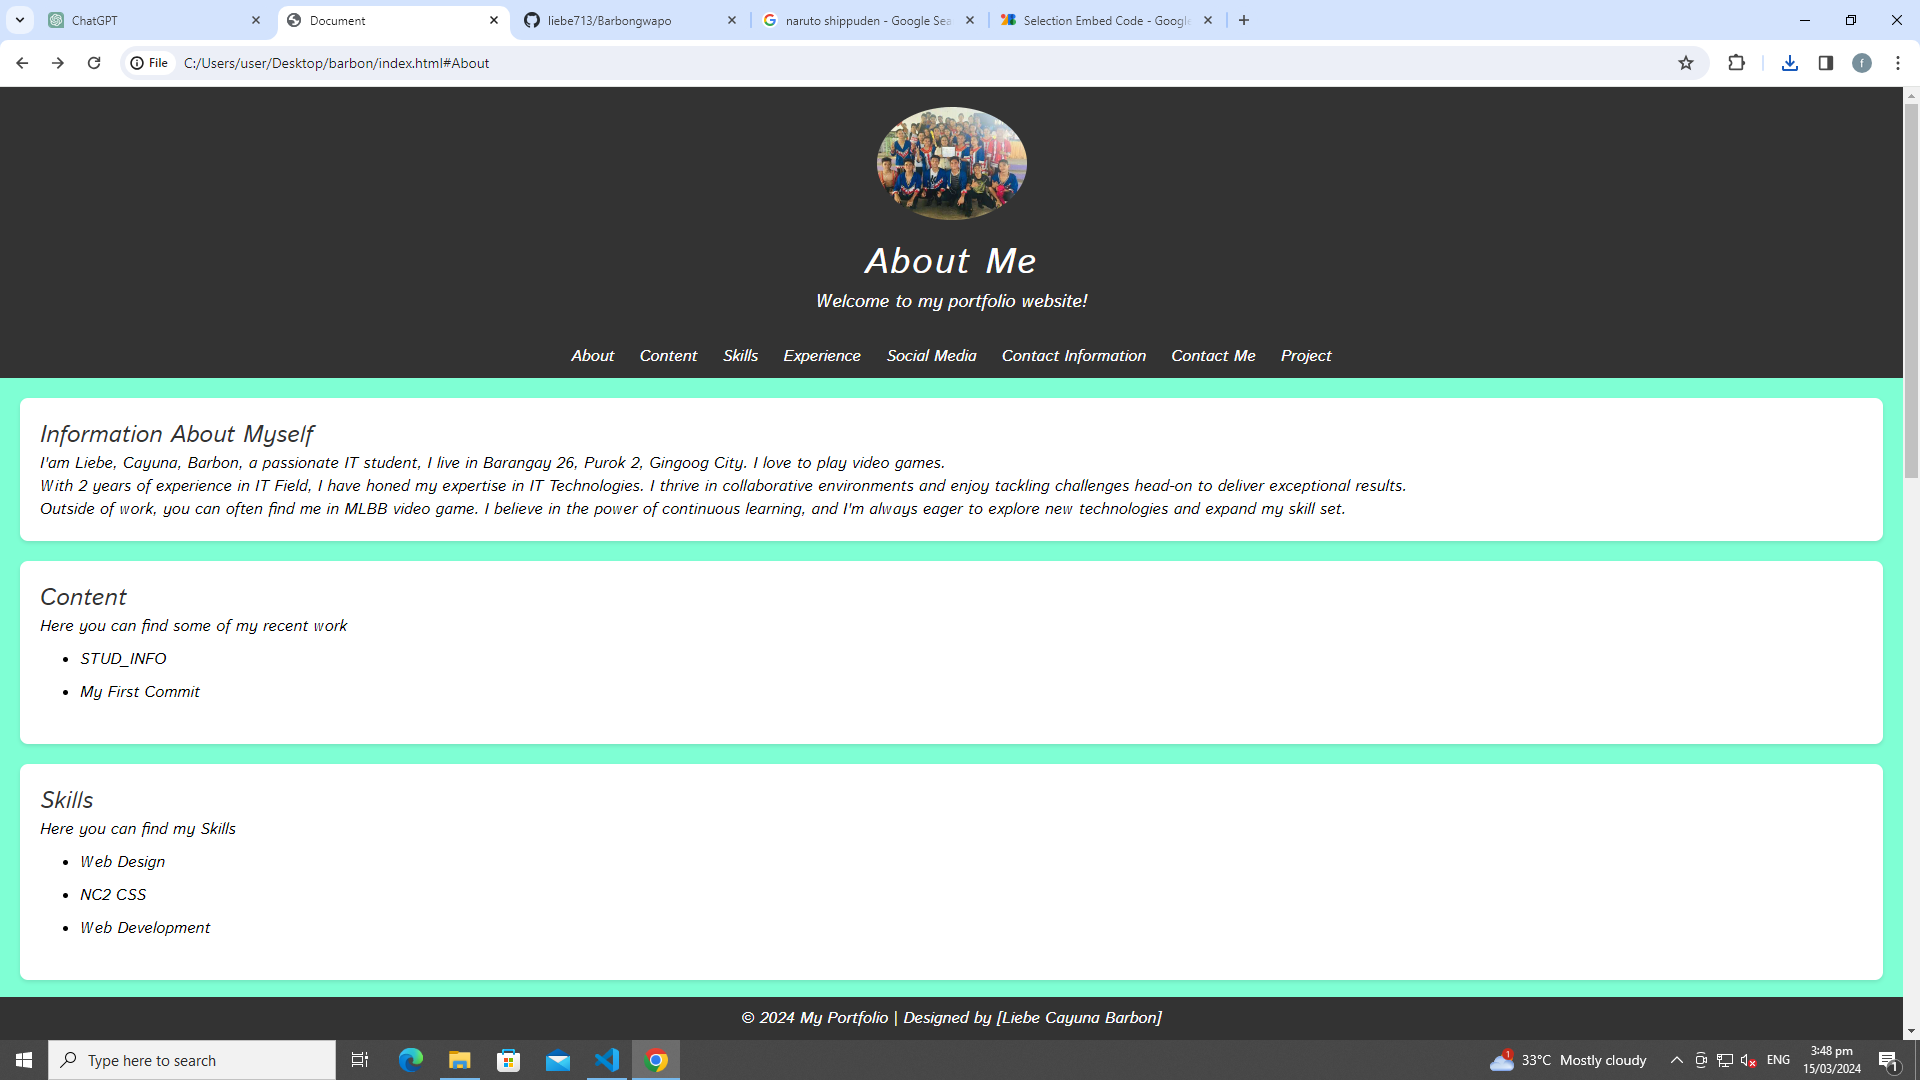 ChatGPT
Document
liebe713/Barbongwapo
naruto shippuden - Google Sea
Selection Embed Code - Google
File
C:/Users/user/Desktop/barbon/index.html#About
f
About Me
Welcome to my portfolio website!
About Content Skills Experience Social Media Contact Information Contact Me Project
Information About Myself
I'am Liebe, Cayuna, Barbon, a passionate IT student, I live in Barangay 26, Purok 2, Gingoog City. I love to play video games.
With 2 years of experience in IT Field, I have honed my expertise in IT Technologies. I thrive in collaborative environments and enjoy tackling challenges head-on to deliver exceptional results.
Outside of work, you can often find me in MLBB video game. I believe in the power of continuous learning, and I'm always eager to explore new technologies and expand my skill set.
Content
Here you can find some of my recent work
• STUD_INFO
• My First Commit
Skills
Here you can find my Skills
• Web Design
• NC2 CSS
• Web Development
© 2024 My Portfolio | Designed by [Liebe Cayuna Barbon]
Type here to search
1
33°C Mostly cloudy
ENG
3:48 pm
15/03/2024
1